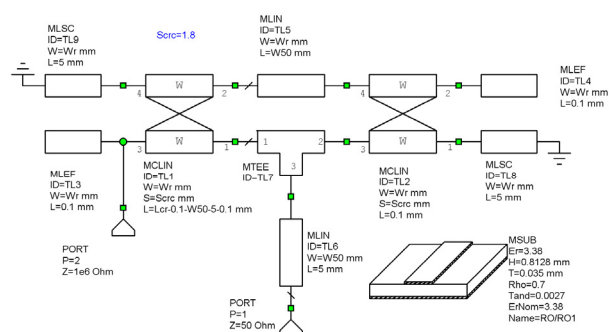 MLSC
ID=TL9
W=Wr mm
L=5 mm
Scrc=1.8
MLIN
ID=TL5
W=Wr mm
L=W50 mm
MLEF
ID=TL4
W=Wr mm
L=0.1 mm
4
W
2
4
W
2
3
W
1
1
2
3
3
W
1
MLEF
ID=TL3
W=Wr mm
L=0.1 mm
MCLIN
ID=TL1
W=Wr mm
S=Scrc mm
L=Lcr-0.1-W50-5-0.1 mm
MTEE
ID=TL7
MCLIN
ID=TL2
W=Wr mm
S=Scrc mm
L=0.1 mm
MLSC
ID=TL8
W=Wr mm
L=5 mm
PORT
P=2
Z=1e6 Ohm
MLIN
ID=TL6
W=W50 mm
L=5 mm
PORT
P=1
Z=50 Ohm
MSUB
Er=3.38
H=0.8128 mm
T=0.035 mm
Rho=0.7
Tand=0.0027
ErNom=3.38
Name=RO/RO1